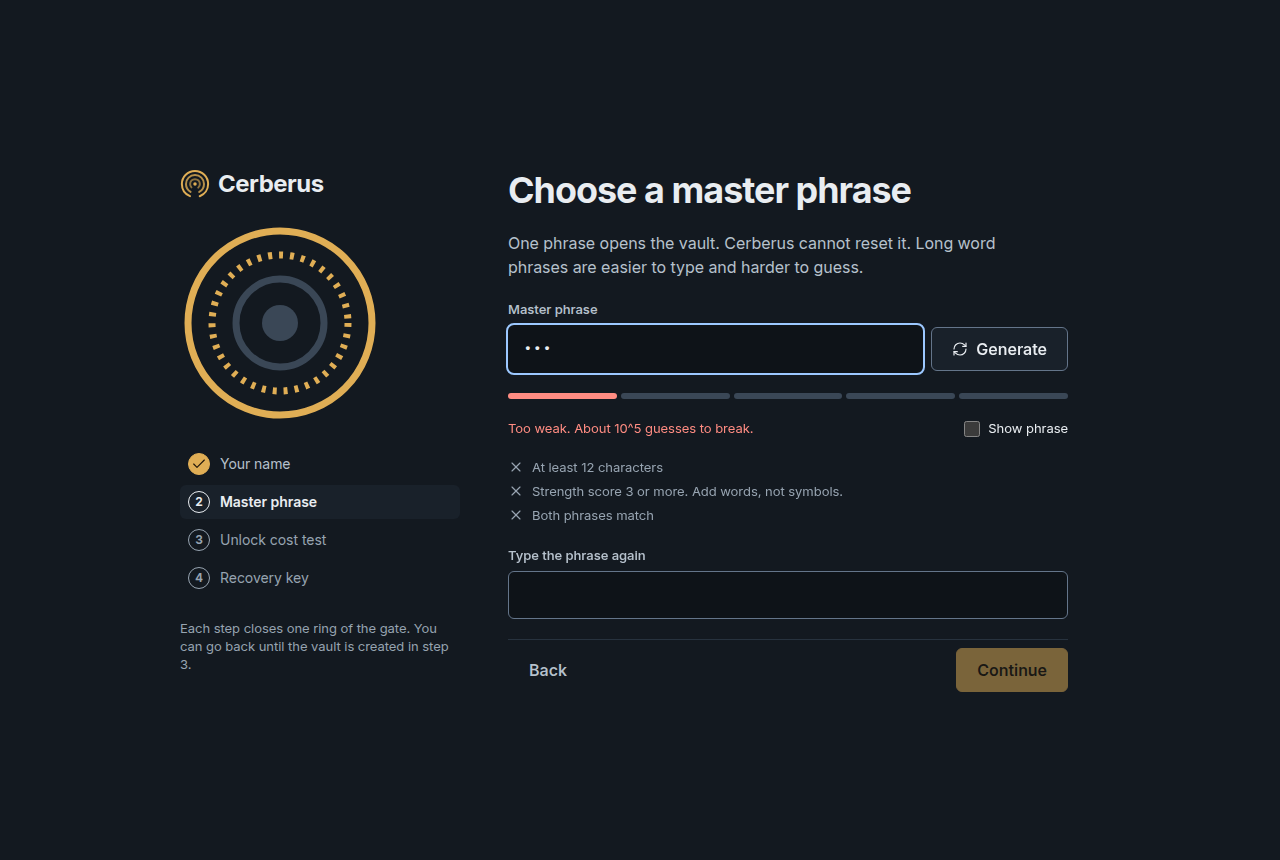 Cerberus
Your name
2 Master phrase
3 Unlock cost test
4 Recovery key
Each step closes one ring of the gate. You
can go back until the vault is created in step
3.
Choose a master phrase
One phrase opens the vault. Cerberus cannot reset it. Long word
phrases are easier to type and harder to guess.
Master phrase
•••
Generate
Too weak. About 10^5 guesses to break.
Show phrase
At least 12 characters
Strength score 3 or more. Add words, not symbols.
Both phrases match
Type the phrase again
Back
Continue